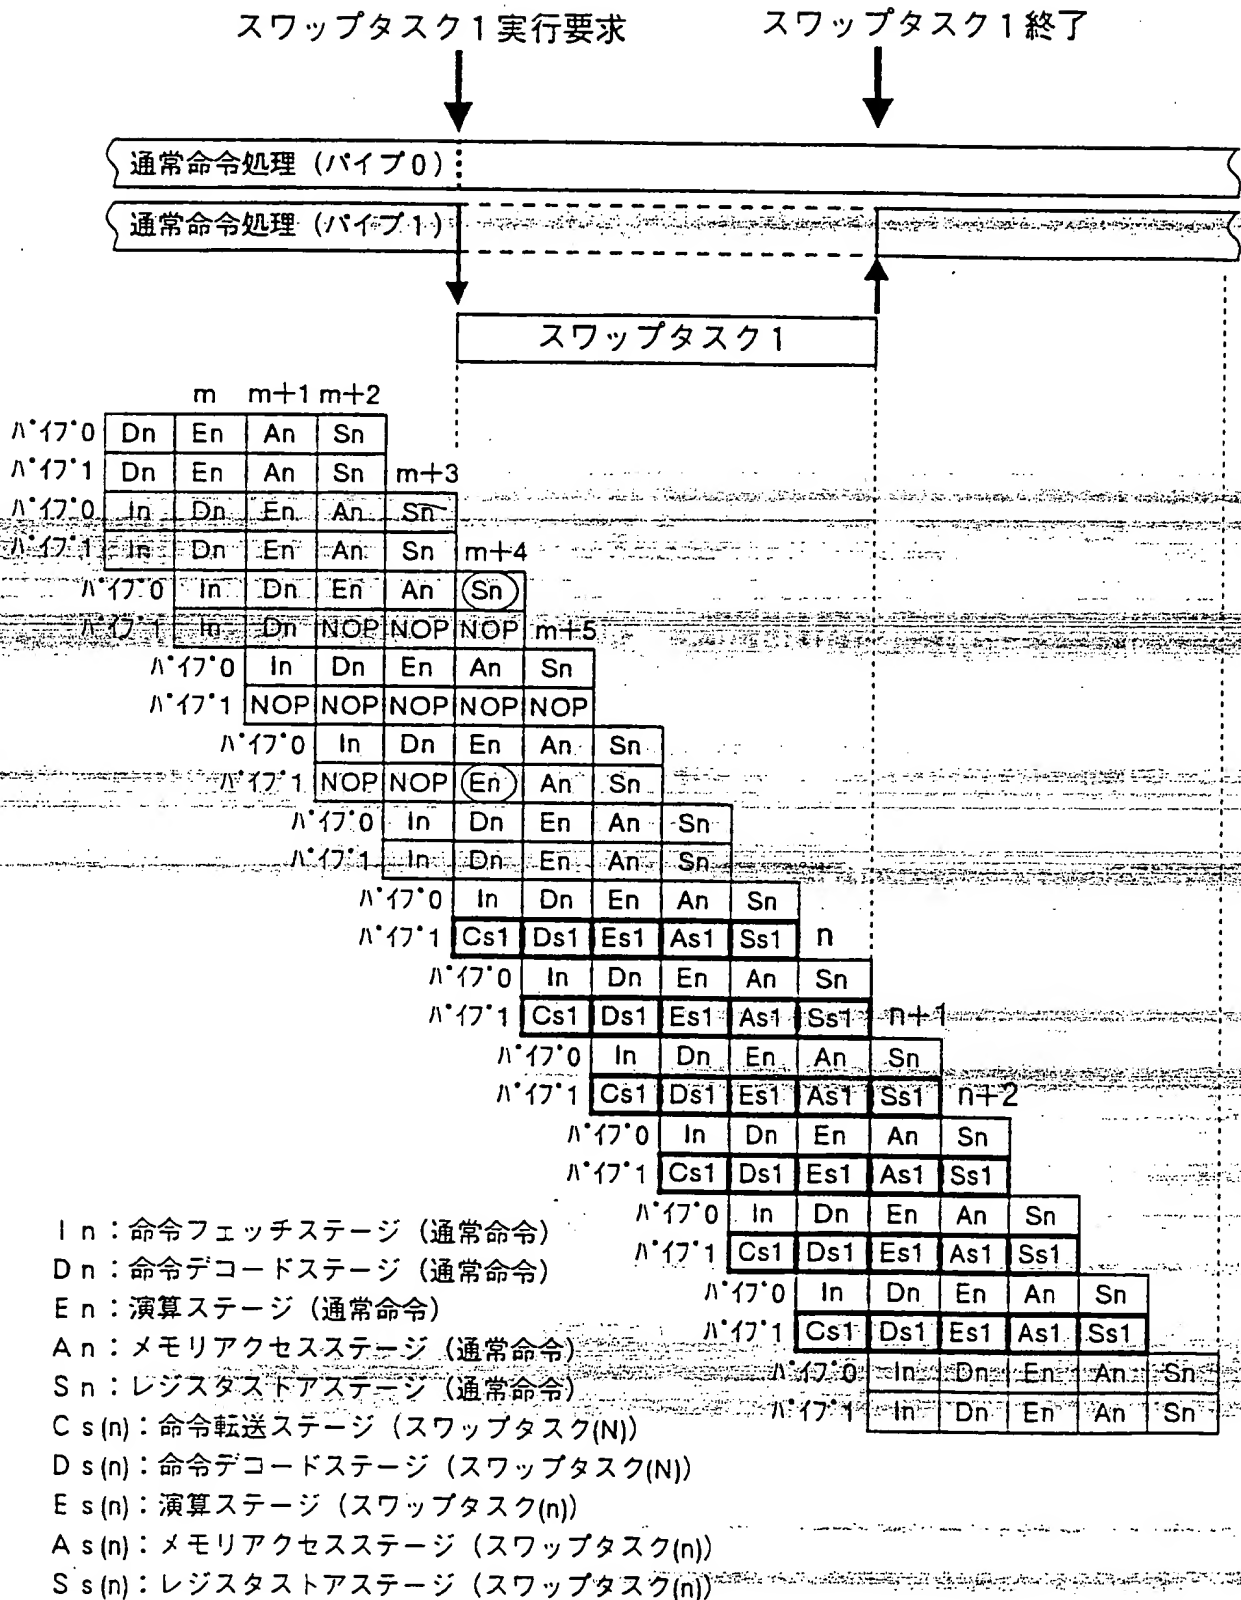 スワップタスク1実行要求　スワップタスク1終了
通常命令処理（パイプ0）
通常命令処理（パイプ1）
スワップタスク1
m m+1 m+2
ﾊﾟｲﾌﾟ0 Dn En An Sn
ﾊﾟｲﾌﾟ1 Dn En An Sn m+3
ﾊﾟｲﾌﾟ0 In Dn En An Sn
ﾊﾟｲﾌﾟ1 In Dn En An Sn m+4
ﾊﾟｲﾌﾟ0 In Dn En An Sn
ﾊﾟｲﾌﾟ1 In Dn NOP NOP NOP m+5
ﾊﾟｲﾌﾟ0 In Dn En An Sn
ﾊﾟｲﾌﾟ1 NOP NOP NOP NOP NOP
ﾊﾟｲﾌﾟ0 In Dn En An Sn
ﾊﾟｲﾌﾟ1 NOP NOP En An Sn
ﾊﾟｲﾌﾟ0 In Dn En An Sn
ﾊﾟｲﾌﾟ1 In Dn En An Sn
ﾊﾟｲﾌﾟ0 In Dn En An Sn
ﾊﾟｲﾌﾟ1 Cs1 Ds1 Es1 As1 Ss1 n
ﾊﾟｲﾌﾟ0 In Dn En An Sn
ﾊﾟｲﾌﾟ1 Cs1 Ds1 Es1 As1 Ss1 n+1
ﾊﾟｲﾌﾟ0 In Dn En An Sn
ﾊﾟｲﾌﾟ1 Cs1 Ds1 Es1 As1 Ss1 n+2
ﾊﾟｲﾌﾟ0 In Dn En An Sn
ﾊﾟｲﾌﾟ1 Cs1 Ds1 Es1 As1 Ss1
ﾊﾟｲﾌﾟ0 In Dn En An Sn
ﾊﾟｲﾌﾟ1 Cs1 Ds1 Es1 As1 Ss1
ﾊﾟｲﾌﾟ0 In Dn En An Sn
ﾊﾟｲﾌﾟ1 Cs1 Ds1 Es1 As1 Ss1
ﾊﾟｲﾌﾟ0 In Dn En An Sn
ﾊﾟｲﾌﾟ1 In Dn En An Sn
In：命令フェッチステージ（通常命令）
Dn：命令デコードステージ（通常命令）
En：演算ステージ（通常命令）
An：メモリアクセスステージ（通常命令）
Sn：レジスタストアステージ（通常命令）
Cs(n)：命令転送ステージ（スワップタスク(N)）
Ds(n)：命令デコードステージ（スワップタスク(N)）
Es(n)：演算ステージ（スワップタスク(n)）
As(n)：メモリアクセスステージ（スワップタスク(n)）
Ss(n)：レジスタストアステージ（スワップタスク(n)）